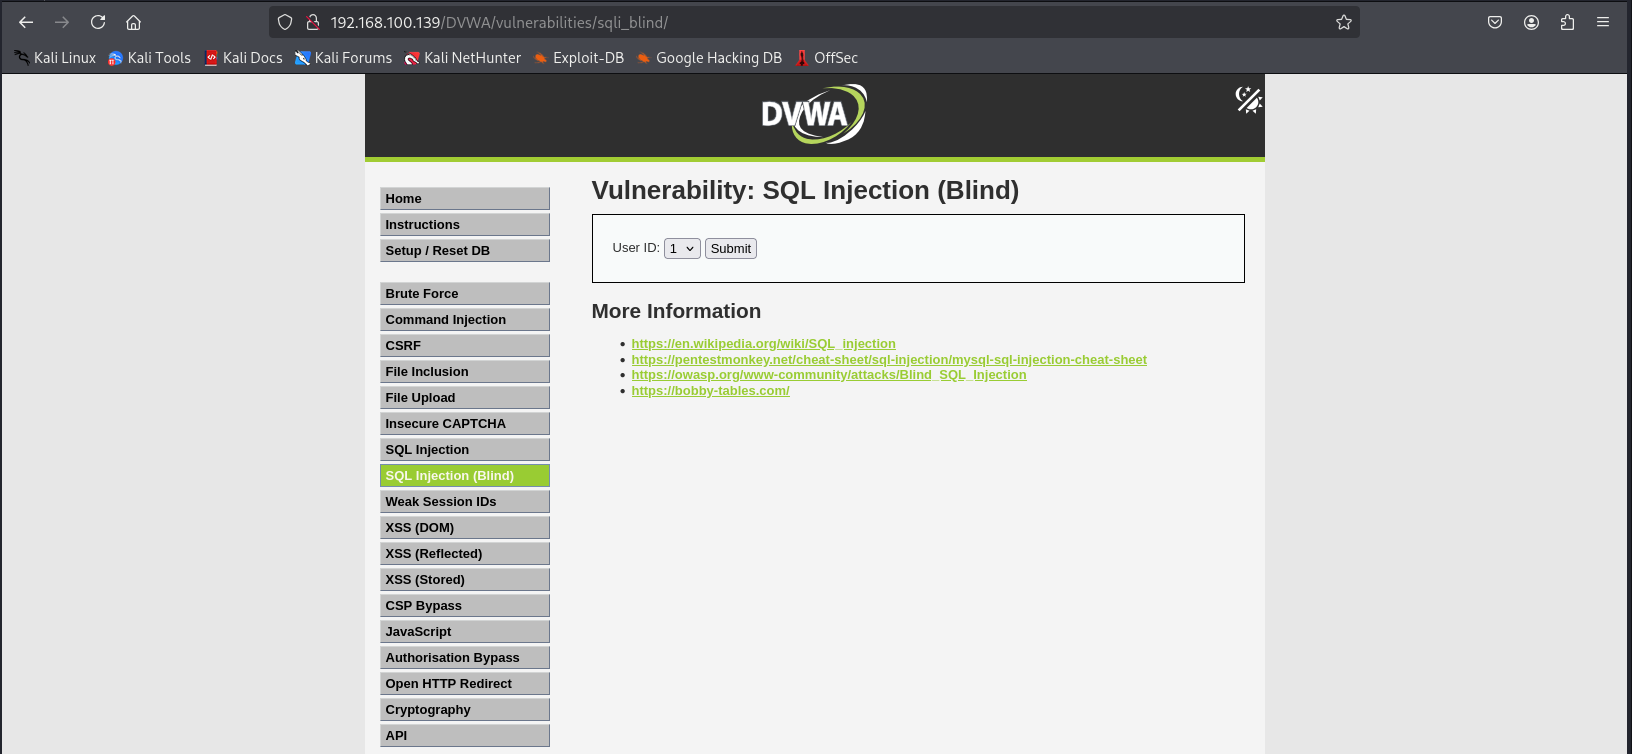 192.168.100.139/DVWA/vulnerabilities/sqli_blind/
Kali Linux Kali Tools Kali Docs Kali Forums Kali NetHunter Exploit-DB Google Hacking DB OffSec
DVWA
Home
Instructions
Setup / Reset DB
Brute Force
Command Injection
CSRF
File Inclusion
File Upload
Insecure CAPTCHA
SQL Injection
SQL Injection (Blind)
Weak Session IDs
XSS (DOM)
XSS (Reflected)
XSS (Stored)
CSP Bypass
JavaScript
Authorisation Bypass
Open HTTP Redirect
Cryptography
API
Vulnerability: SQL Injection (Blind)
User ID: 1 Submit
More Information
https://en.wikipedia.org/wiki/SQL_injection
https://pentestmonkey.net/cheat-sheet/sql-injection/mysql-sql-injection-cheat-sheet
https://owasp.org/www-community/attacks/Blind_SQL_Injection
https://bobby-tables.com/